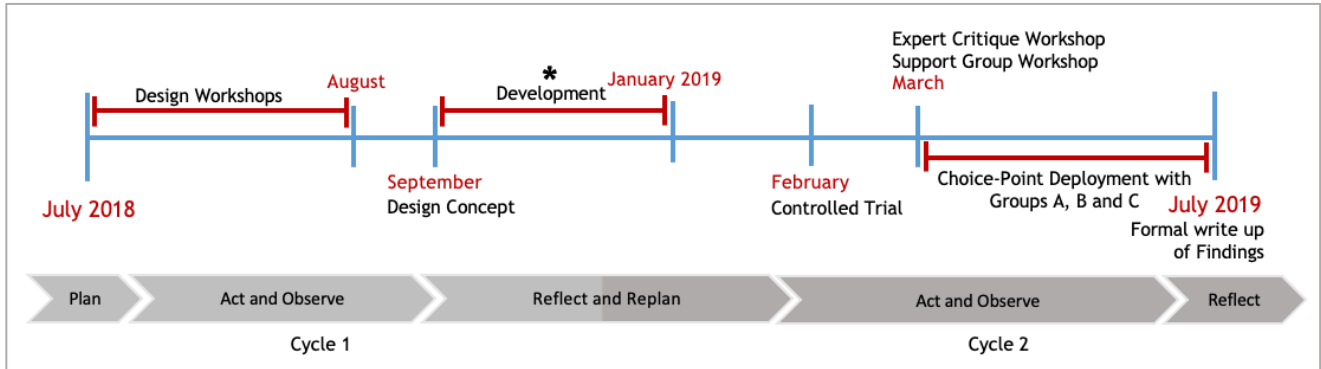 Expert Critique Workshop
Support Group Workshop
March
August
*
January 2019
Design Workshops
Development
September
Design Concept
February
Controlled Trial
Choice-Point Deployment with
Groups A, B and C
July 2018
July 2019
Formal write up
of Findings
Plan
Act and Observe
Reflect and Replan
Act and Observe
Reflect
Cycle 1
Cycle 2